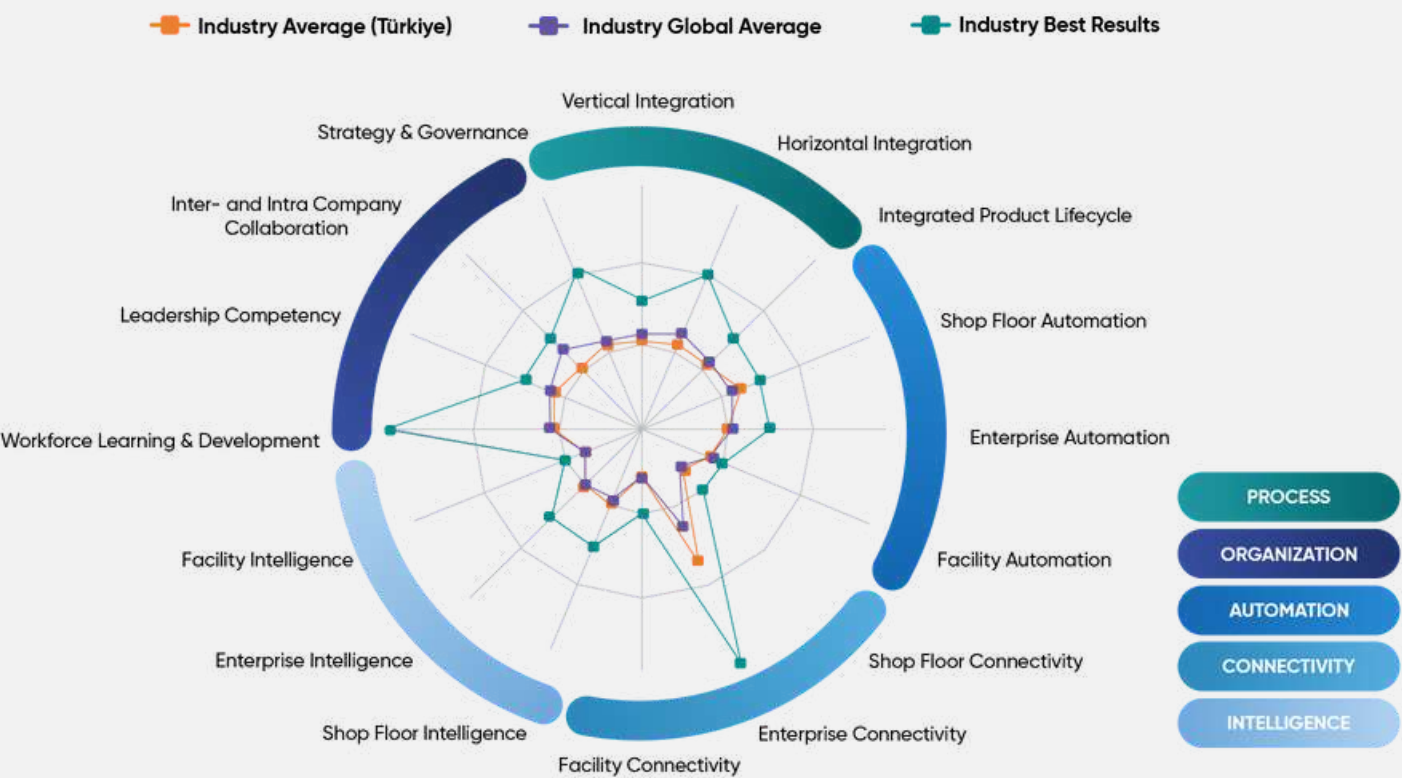 Industry Average (Türkiye)
Industry Global Average
Industry Best Results
Vertical Integration
Strategy & Governance
Horizontal Integration
Inter- and Intra Company
Collaboration
Integrated Product Lifecycle
Leadership Competency
Shop Floor Automation
Workforce Learning & Development
Enterprise Automation
Facility Intelligence
Facility Automation
Enterprise Intelligence
Shop Floor Connectivity
Shop Floor Intelligence
Enterprise Connectivity
Facility Connectivity
PROCESS
ORGANIZATION
AUTOMATION
CONNECTIVITY
INTELLIGENCE